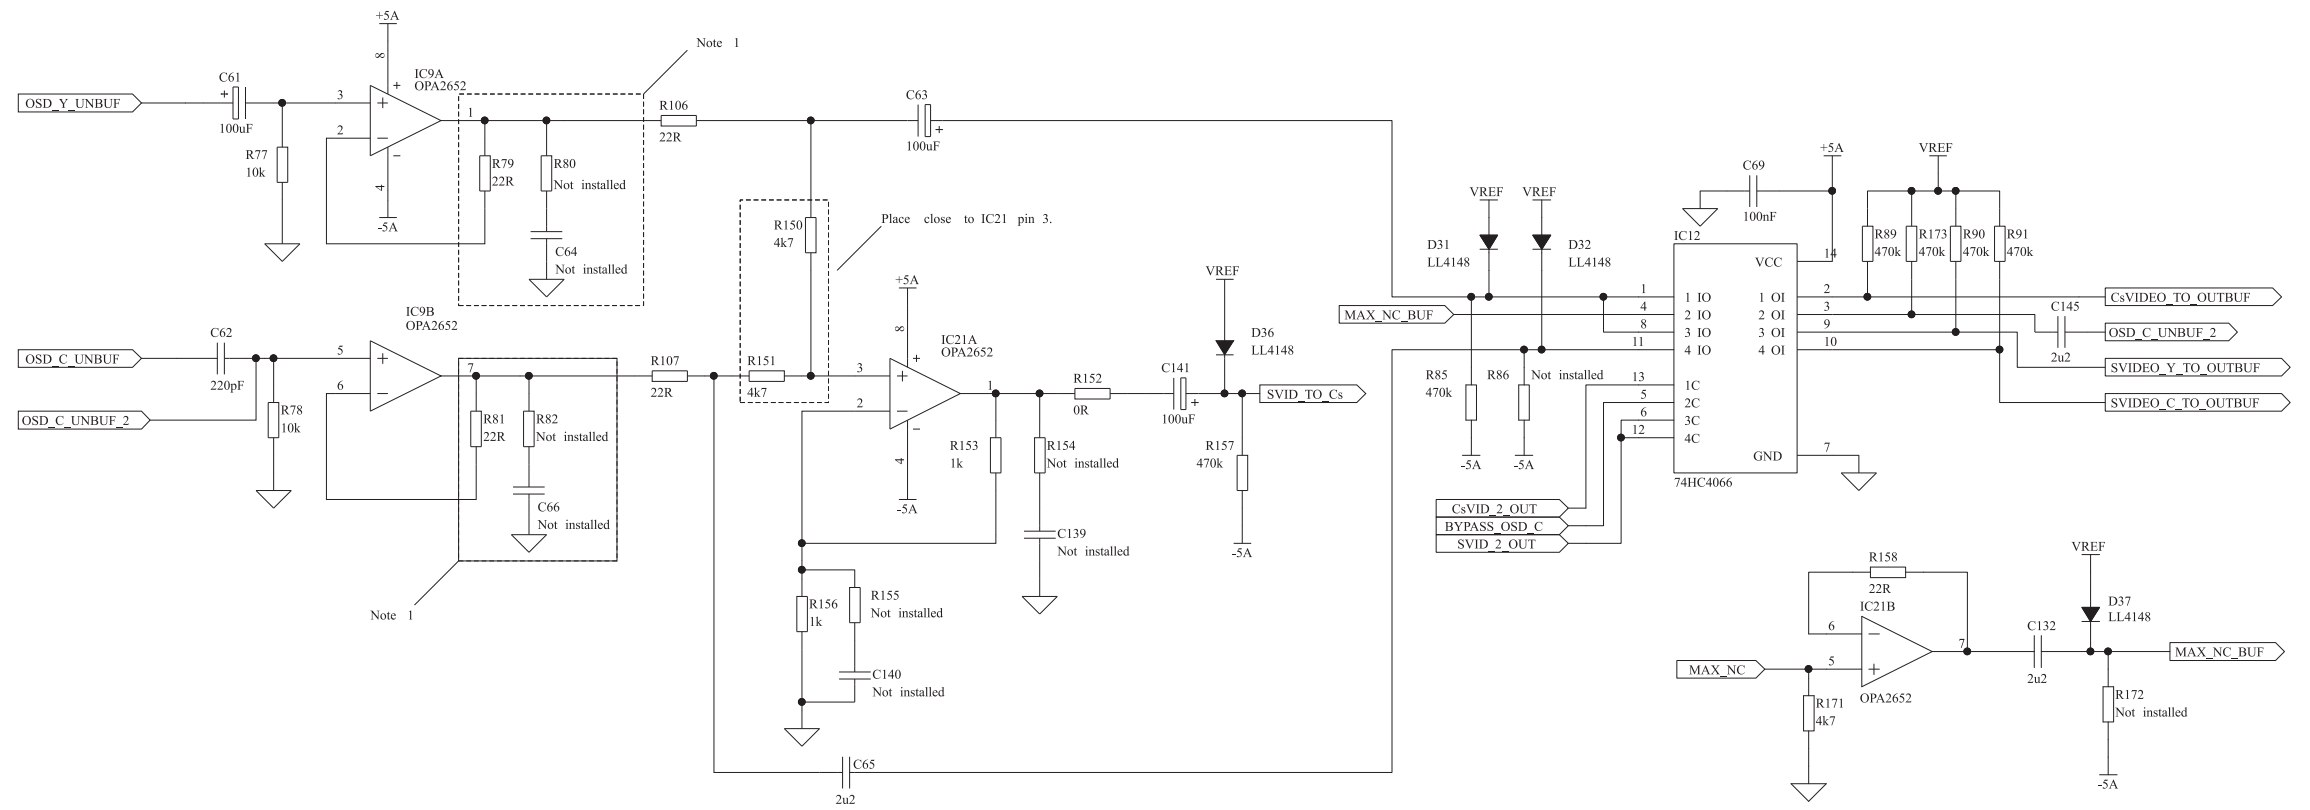 +5A
8
IC9A
OPA2652
+
OSD_Y_UNBUF
C61
+
100uF
R77
10k
3
2
+
−
−
4
-5A
1
Note 1
R79
22R
R80
Not installed
C64
Not installed
R106
22R
C63
+
100uF
R150
4k7
Place close to IC21 pin 3.
IC9B
OPA2652
OSD_C_UNBUF
C62
220pF
OSD_C_UNBUF_2
R78
10k
5
6
+
−
7
R81
22R
R82
Not installed
C66
Not installed
Note 1
R107
22R
R151
4k7
+5A
8
IC21A
OPA2652
+
3
2
+
−
−
4
-5A
1
R153
1k
R154
Not installed
C139
Not installed
R156
1k
R155
Not installed
C140
Not installed
C65
2u2
R152
0R
C141
+
100uF
VREF
D36
LL4148
R157
470k
-5A
SVID_TO_Cs
VREF
VREF
D31
LL4148
D32
LL4148
MAX_NC_BUF
R85
470k
R86
Not installed
-5A
-5A
CsVID_2_OUT
BYPASS_OSD_C
SVID_2_OUT
C69
100nF
+5A
IC12
VCC
14
1
1 IO
1 OI
2
4
2 IO
2 OI
3
8
3 IO
3 OI
9
11
4 IO
4 OI
10
13
1C
5
2C
6
3C
12
4C
GND
7
74HC4066
VREF
R89
470k
R173
470k
R90
470k
R91
470k
C145
2u2
CsVIDEO_TO_OUTBUF
OSD_C_UNBUF_2
SVIDEO_Y_TO_OUTBUF
SVIDEO_C_TO_OUTBUF
R158
22R
IC21B
6
−
7
5
+
OPA2652
MAX_NC
R171
4k7
C132
2u2
VREF
D37
LL4148
MAX_NC_BUF
R172
Not installed
-5A